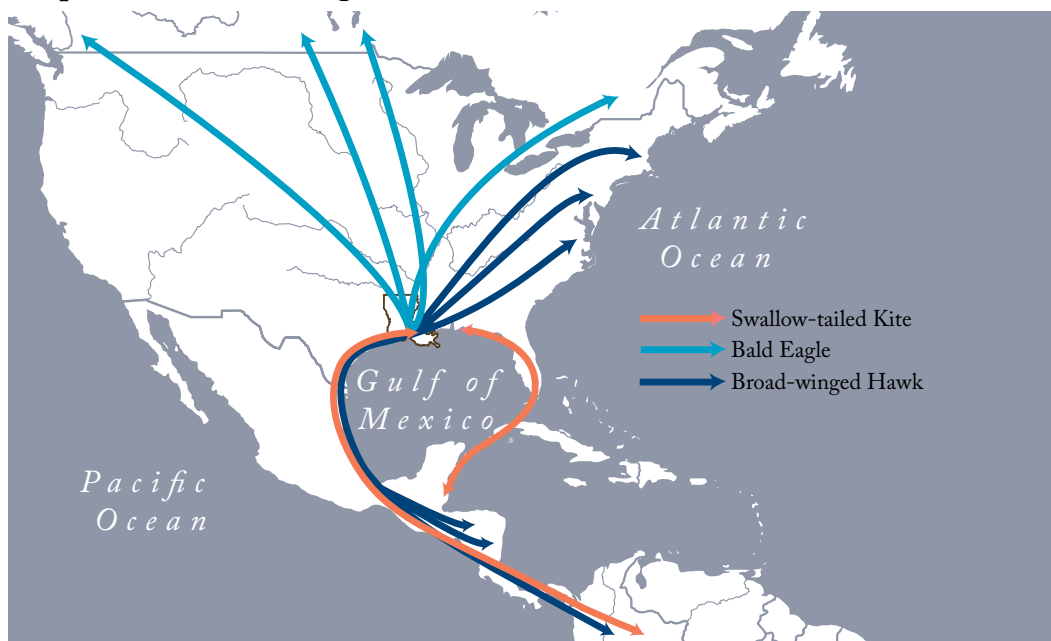 Atlantic
Ocean
Swallow-tailed Kite
Bald Eagle
Broad-winged Hawk
Gulf of
Mexico
Pacific
Ocean